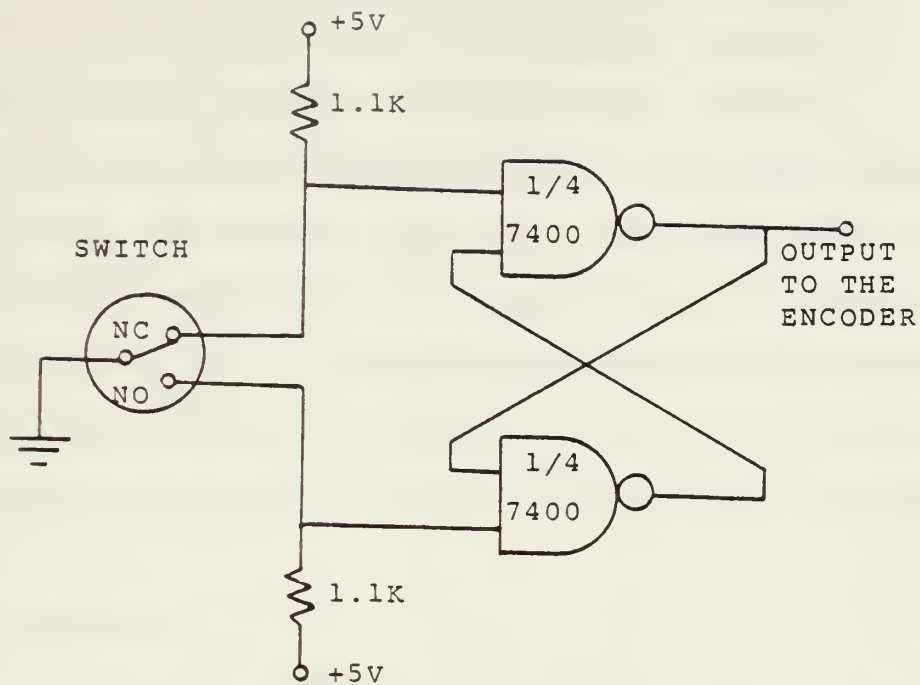 +5V
1.1K
1/4
7400
SWITCH
OUTPUT
TO THE
ENCODER
NC
NO
1/4
7400
1.1K
+5V